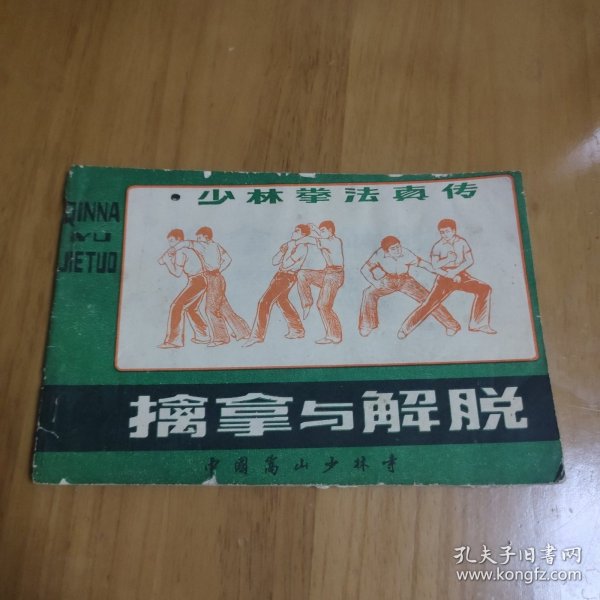 少林拳法真传
QINNA
YU
JIETUO
擒拿与解脱
中國嵩山少林寺
孔夫子旧书网
www.kongfz.com